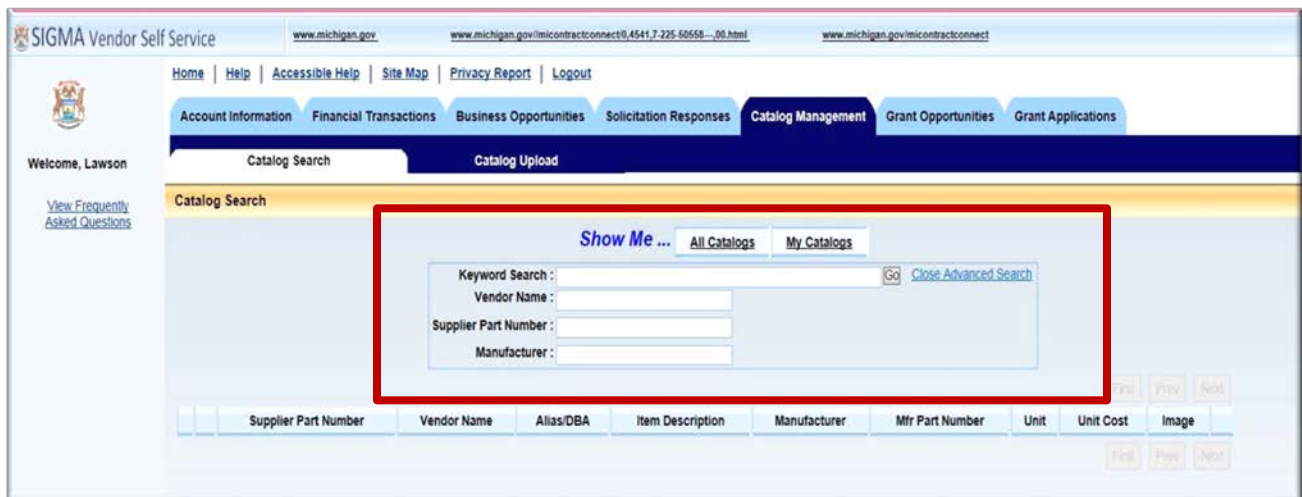 SIGMA Vendor Self Service www.michigan.gov www.michigan.gov/micontractconnect/0,4541,7-225-50558---,00.html www.michigan.gov/micontractconnect
Home | Help | Accessible Help | Site Map | Privacy Report | Logout
Account Information Financial Transactions Business Opportunities Solicitation Responses Catalog Management Grant Opportunities Grant Applications
Welcome, Lawson Catalog Search Catalog Upload
View Frequently
Asked Questions
Catalog Search
Show Me ... All Catalogs My Catalogs
Keyword Search : Go Close Advanced Search
Vendor Name :
Supplier Part Number :
Manufacturer :
First Prev Next
Supplier Part Number Vendor Name Alias/DBA Item Description Manufacturer Mfr Part Number Unit Unit Cost Image
First Prev Next